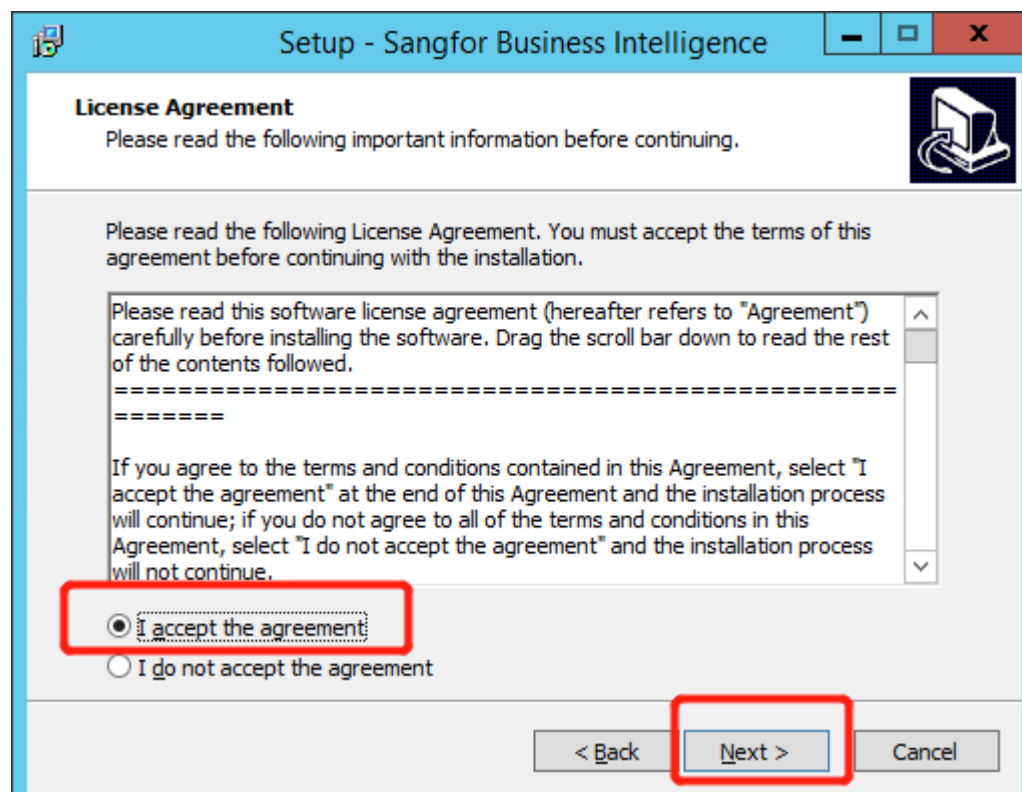 Setup - Sangfor Business Intelligence
License Agreement
Please read the following important information before continuing.
Please read the following License Agreement. You must accept the terms of this
agreement before continuing with the installation.
Please read this software license agreement (hereafter refers to "Agreement")
carefully before installing the software. Drag the scroll bar down to read the rest
of the contents followed.
====================================================
=======
If you agree to the terms and conditions contained in this Agreement, select "I
accept the agreement" at the end of this Agreement and the installation process
will continue; if you do not agree to all of the terms and conditions in this
Agreement, select "I do not accept the agreement" and the installation process
will not continue.
I accept the agreement
I do not accept the agreement
< Back
Next >
Cancel